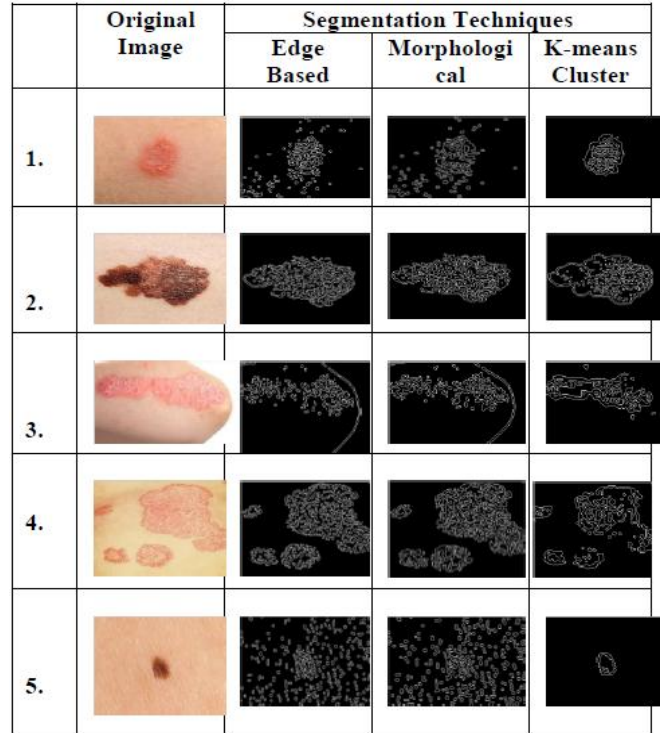 Original
Image
Segmentation Techniques
Edge
Based
Morphologi
cal
K-means
Cluster
1.
2.
3.
4.
5.